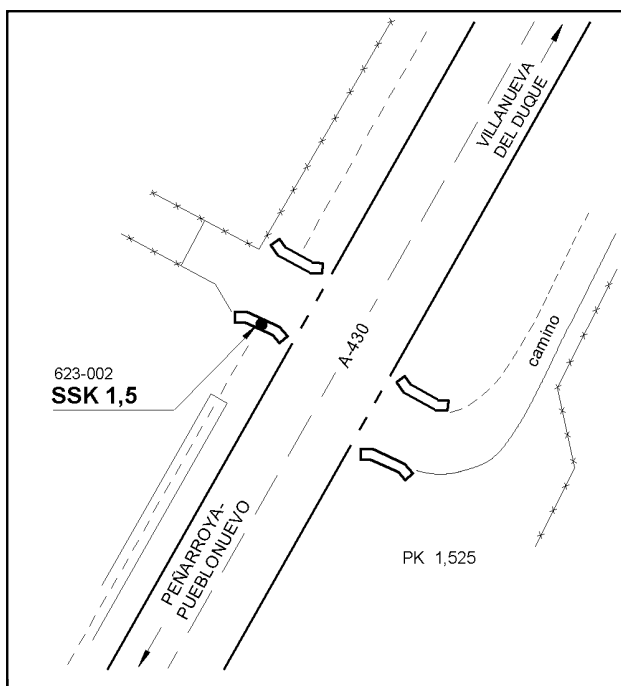 VILLANUEVA
DEL DUQUE
A-430
camino
623-002
SSK 1,5
PEÑARROYA-
PUEBLONUEVO
PK 1,525